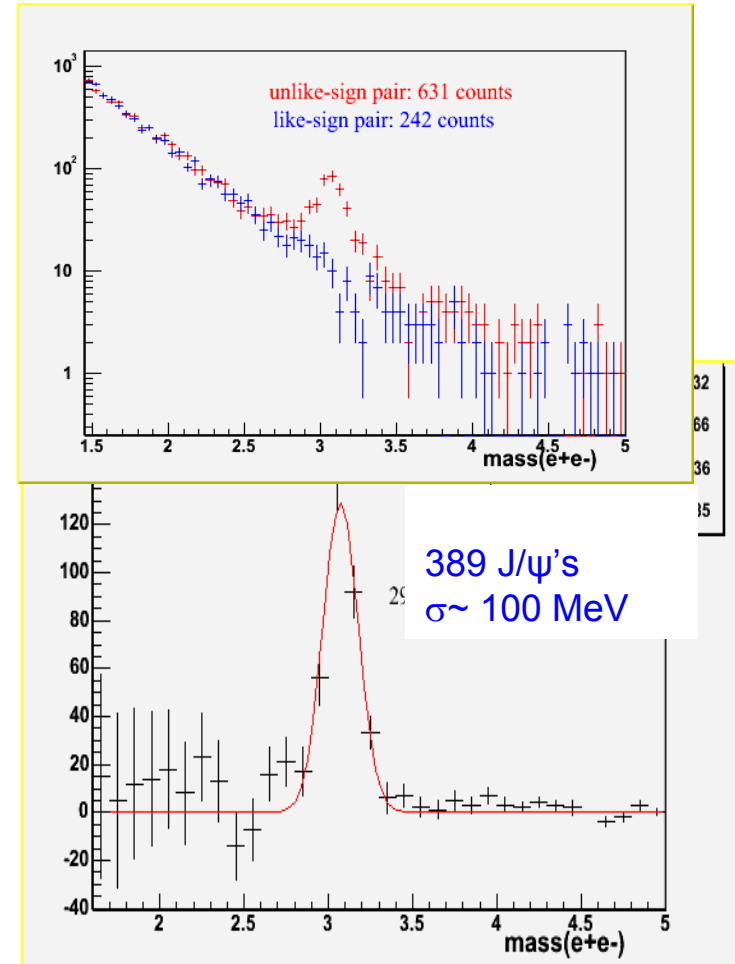 10³
unlike-sign pair: 631 counts
like-sign pair: 242 counts
10²
10
1
1.5 2 2.5 3 3.5 4 4.5 5
mass(e+e-)
32
66
36
35
120
100
80
60
40
20
0
-20
-40
389 J/ψ's
29
σ~ 100 MeV
2 2.5 3 3.5 4 4.5 5
mass(e+e-)